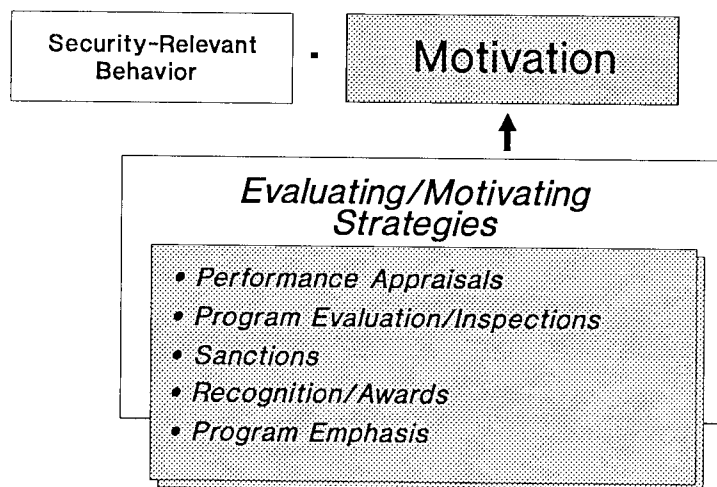 Security-Relevant
Behavior
Motivation
Evaluating/Motivating
Strategies
• Performance Appraisals
• Program Evaluation/Inspections
• Sanctions
• Recognition/Awards
• Program Emphasis